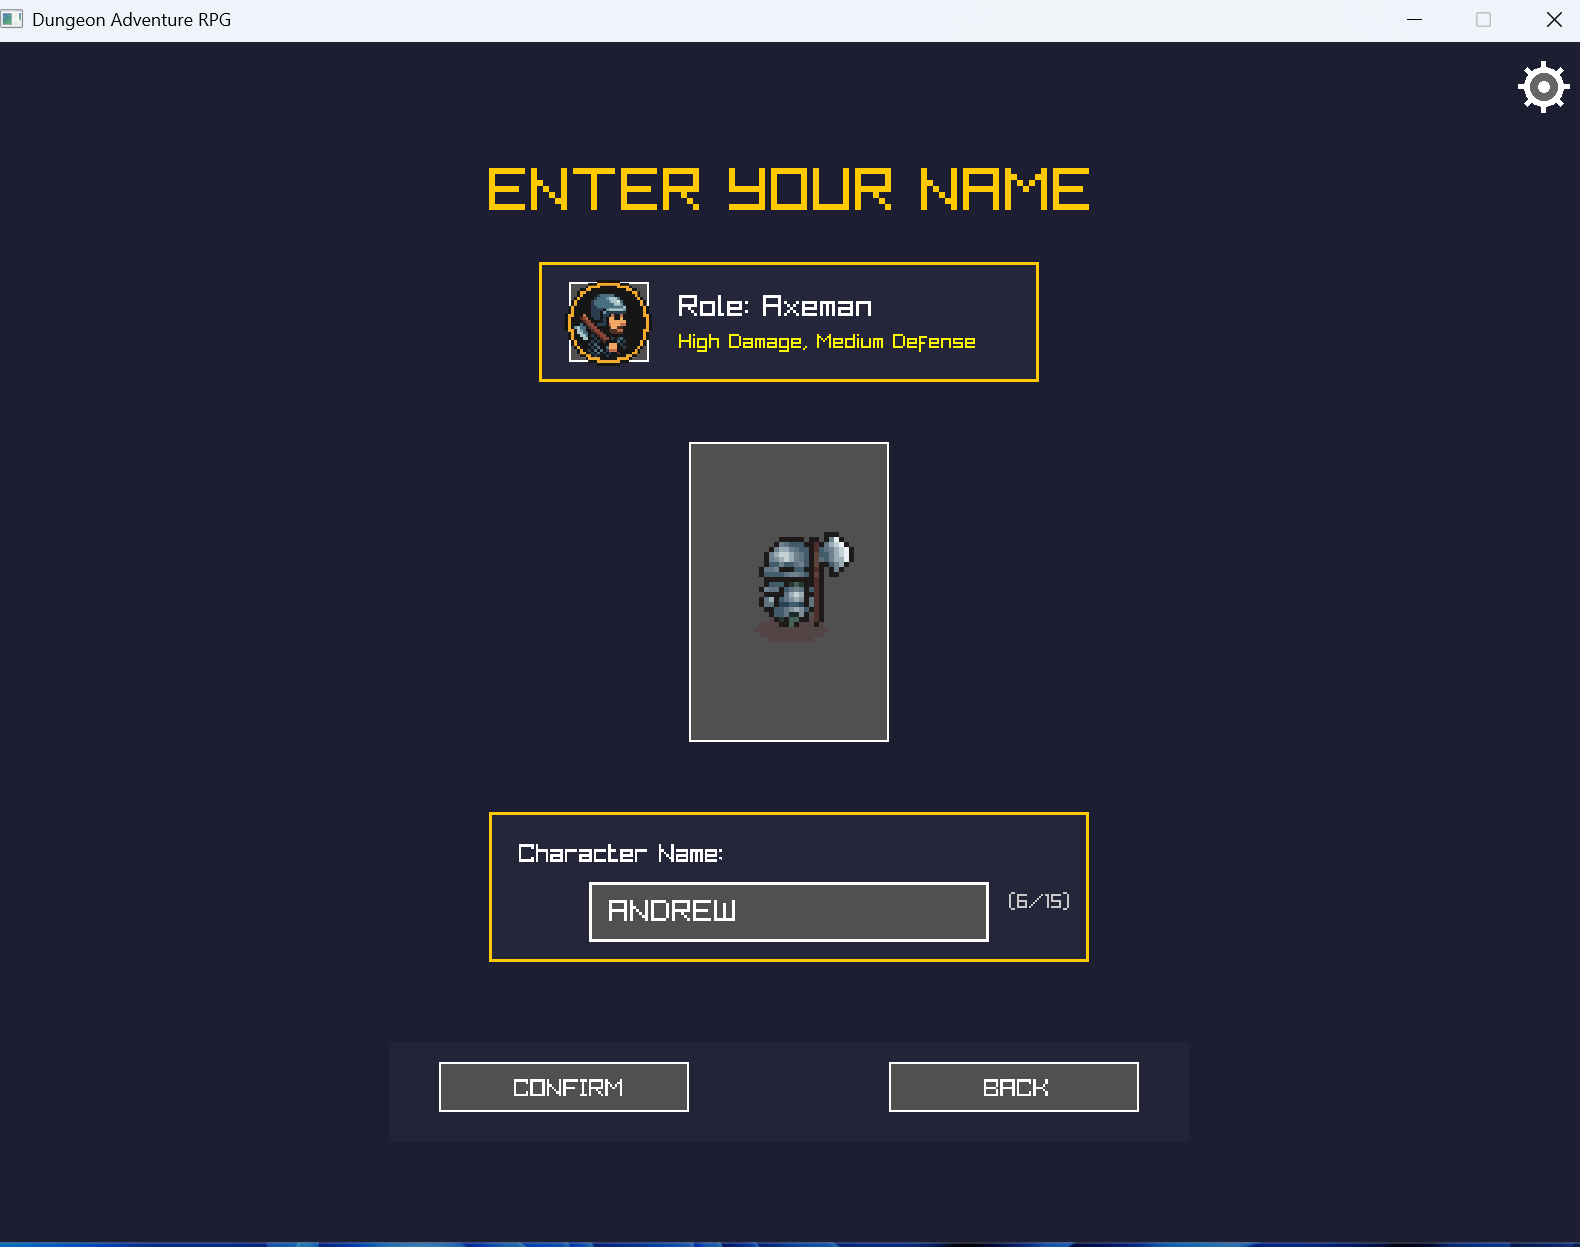 Dungeon Adventure RPG
ENTER YOUR NAME
Role: Axeman
High Damage, Medium Defense
Character Name:
ANDREW
(6/15)
CONFIRM
BACK